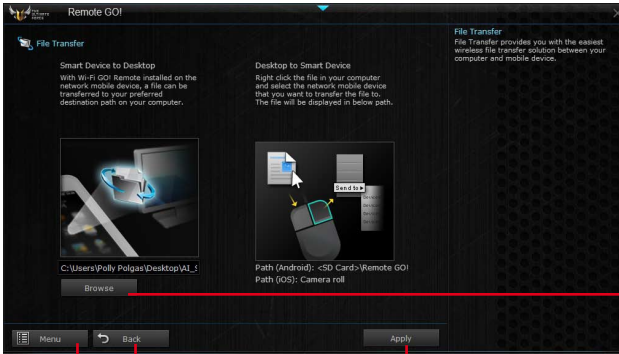 THE ULTIMATE FORCE
Remote GO!
File Transfer
Smart Device to Desktop
With Wi-Fi GO! Remote installed on the
network mobile device, a file can be
transferred to your preferred
destination path on your computer.
C:\Users\Polly Polgas\Desktop\AI_S
Browse
Desktop to Smart Device
Right click the file in your computer
and select the network mobile device
that you want to transfer the file to.
The file will be displayed in below path.
Send to
Path (Android): <SD Card>\Remote GO!
Path (iOS): Camera roll
File Transfer
File Transfer provides you with the easiest
wireless file transfer solution between your
computer and mobile device.
Menu
Back
Apply